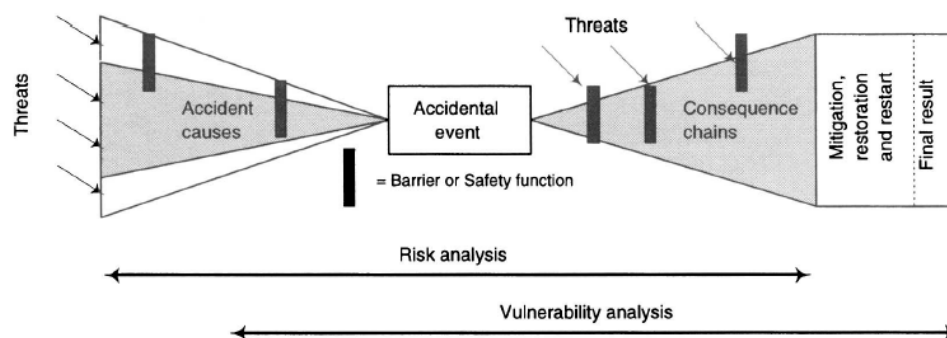 Threats
Accident
causes
Accidental
event
= Barrier or Safety function
Threats
Consequence
chains
Mitigation,
restoration
and restart
Final result
Risk analysis
Vulnerability analysis